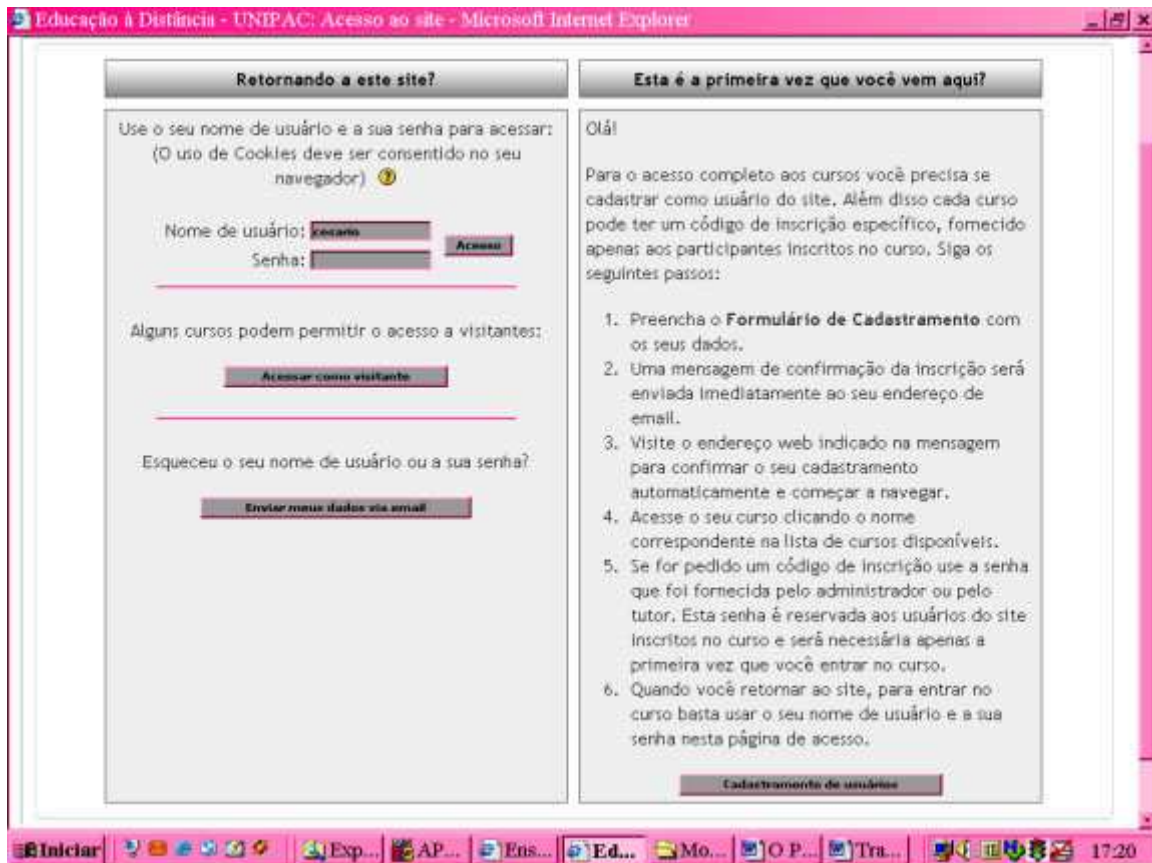 Educação à Distância - UNIPAC: Acesso ao site - Microsoft Internet Explorer
Retornando a este site?
Use o seu nome de usuário e a sua senha para acessar:
(O uso de Cookies deve ser consentido no seu
navegador)
Nome de usuário: cesario
Acesso
Senha:
Alguns cursos podem permitir o acesso a visitantes:
Acessar como visitante
Esqueceu o seu nome de usuário ou a sua senha?
Enviar meus dados via email
Esta é a primeira vez que você vem aqui?
Olá!
Para o acesso completo aos cursos você precisa se
cadastrar como usuário do site. Além disso cada curso
pode ter um código de inscrição específico, fornecido
apenas aos participantes inscritos no curso. Siga os
seguintes passos:
1. Preencha o Formulário de Cadastramento com
os seus dados.
2. Uma mensagem de confirmação da inscrição será
enviada imediatamente ao seu endereço de
email.
3. Visite o endereço web indicado na mensagem
para confirmar o seu cadastramento
automaticamente e começar a navegar.
4. Acesse o seu curso clicando o nome
correspondente na lista de cursos disponíveis.
5. Se for pedido um código de inscrição use a senha
que foi fornecida pelo administrador ou pelo
tutor. Esta senha é reservada aos usuários do site
inscritos no curso e será necessária apenas a
primeira vez que você entrar no curso.
6. Quando você retornar ao site, para entrar no
curso basta usar o seu nome de usuário e a sua
senha nesta página de acesso.
Cadastramento de usuários
Iniciar Exp... AP... Ens... Ed... Mo... O P... Tra... 17:20